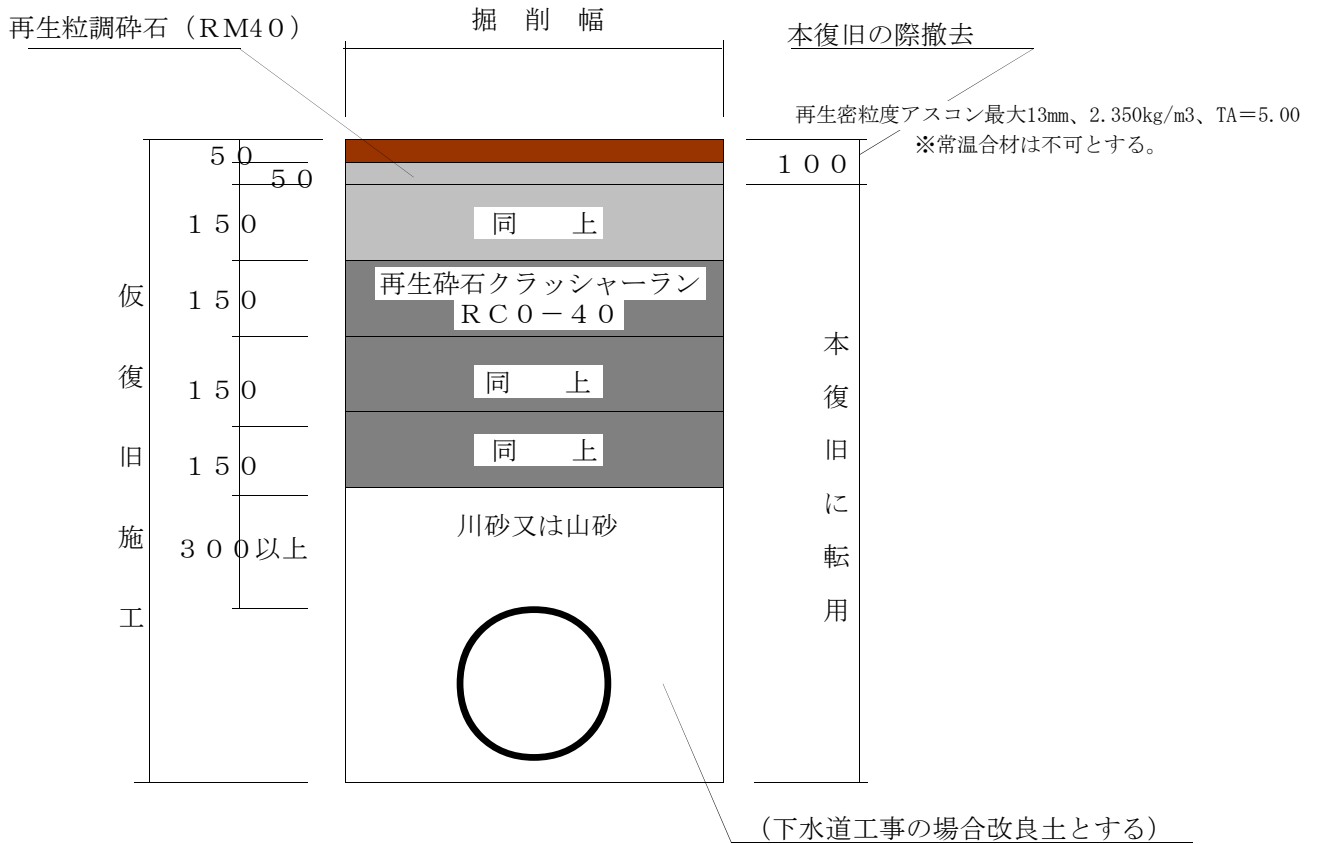 再生粒調砕石（ＲＭ４０）
掘　削　幅
本復旧の際撤去
再生密粒度アスコン最大13mm、2.350kg/m3、TA＝5.00
※常温合材は不可とする。
５０
１００
５０
１５０
同　　上
１５０
再生砕石クラッシャーラン
ＲＣ０－４０
１５０
同　　上
１５０
同　　上
３００以上
川砂又は山砂
仮復旧施工
本復旧に転用
（下水道工事の場合改良土とする）